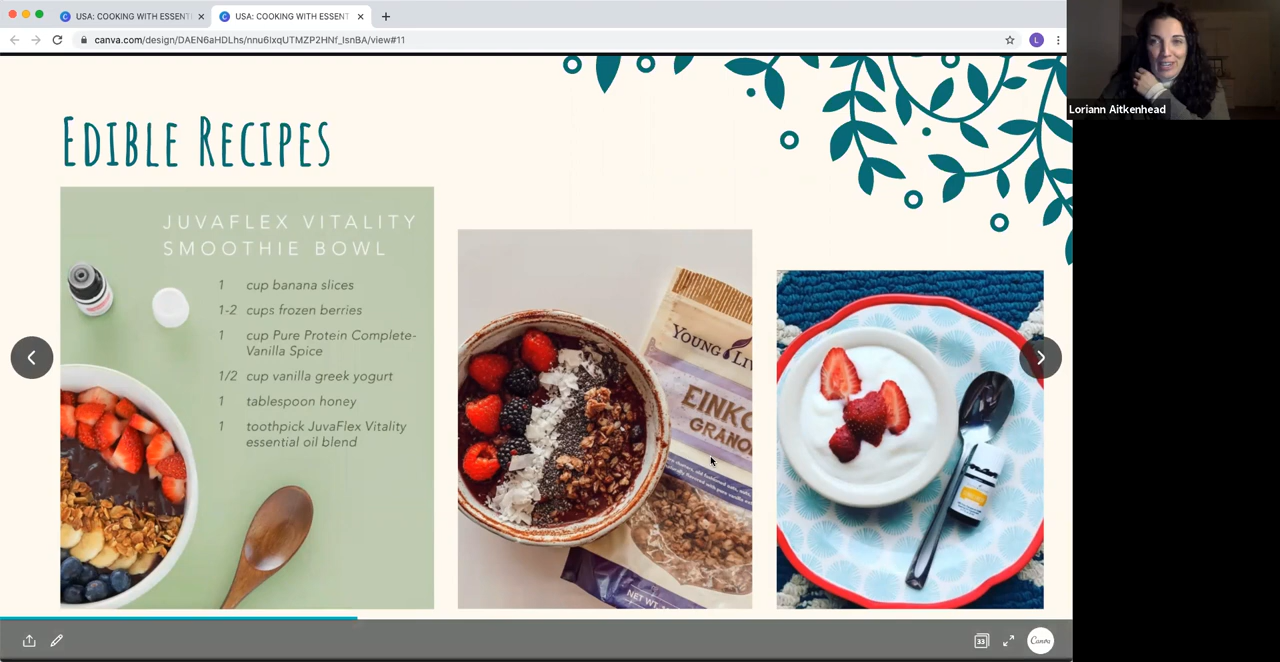 USA: COOKING WITH ESSENTI
USA: COOKING WITH ESSENT
canva.com/design/DAEN6aHDLhs/nnu6IxqUTMZP2HNf_IsnBA/view#11
L
Loriann Aitkenhead
EDIBLE RECIPES
JUVAFLEX VITALITY
SMOOTHIE BOWL
1 cup banana slices
1-2 cups frozen berries
1 cup Pure Protein Complete-
Vanilla Spice
1/2 cup vanilla greek yogurt
1 tablespoon honey
1 toothpick JuvaFlex Vitality
essential oil blend
YOUNG LIV
EINKO
GRANO
NET WT.
33
Canva